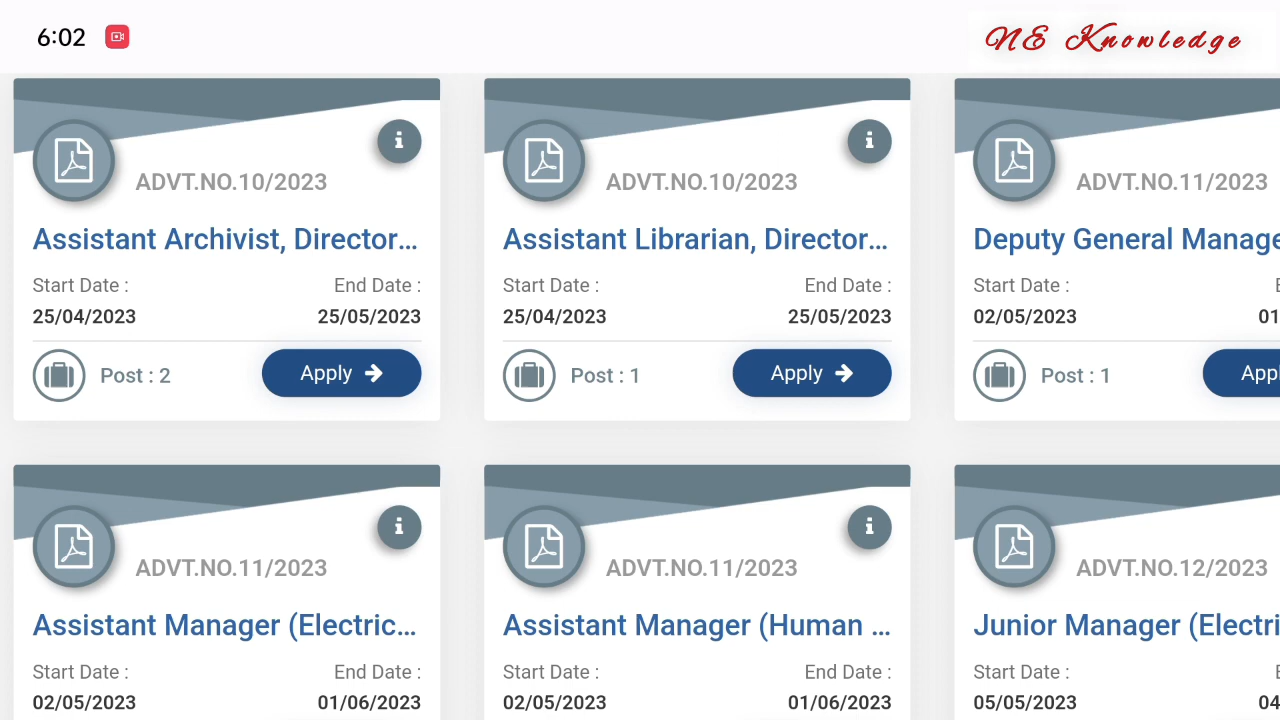 6:02
NE Knowledge
ADVT.NO.10/2023
Assistant Archivist, Director...
Start Date :
End Date :
25/04/2023
25/05/2023
Post : 2
Apply
ADVT.NO.10/2023
Assistant Librarian, Director...
Start Date :
End Date :
25/04/2023
25/05/2023
Post : 1
Apply
ADVT.NO.11/2023
Deputy General Manage
Start Date :
E
02/05/2023
01
Post : 1
Appl
ADVT.NO.11/2023
Assistant Manager (Electric...
Start Date :
End Date :
02/05/2023
01/06/2023
ADVT.NO.11/2023
Assistant Manager (Human ...
Start Date :
End Date :
02/05/2023
01/06/2023
ADVT.NO.12/2023
Junior Manager (Electri
Start Date :
E
05/05/2023
04